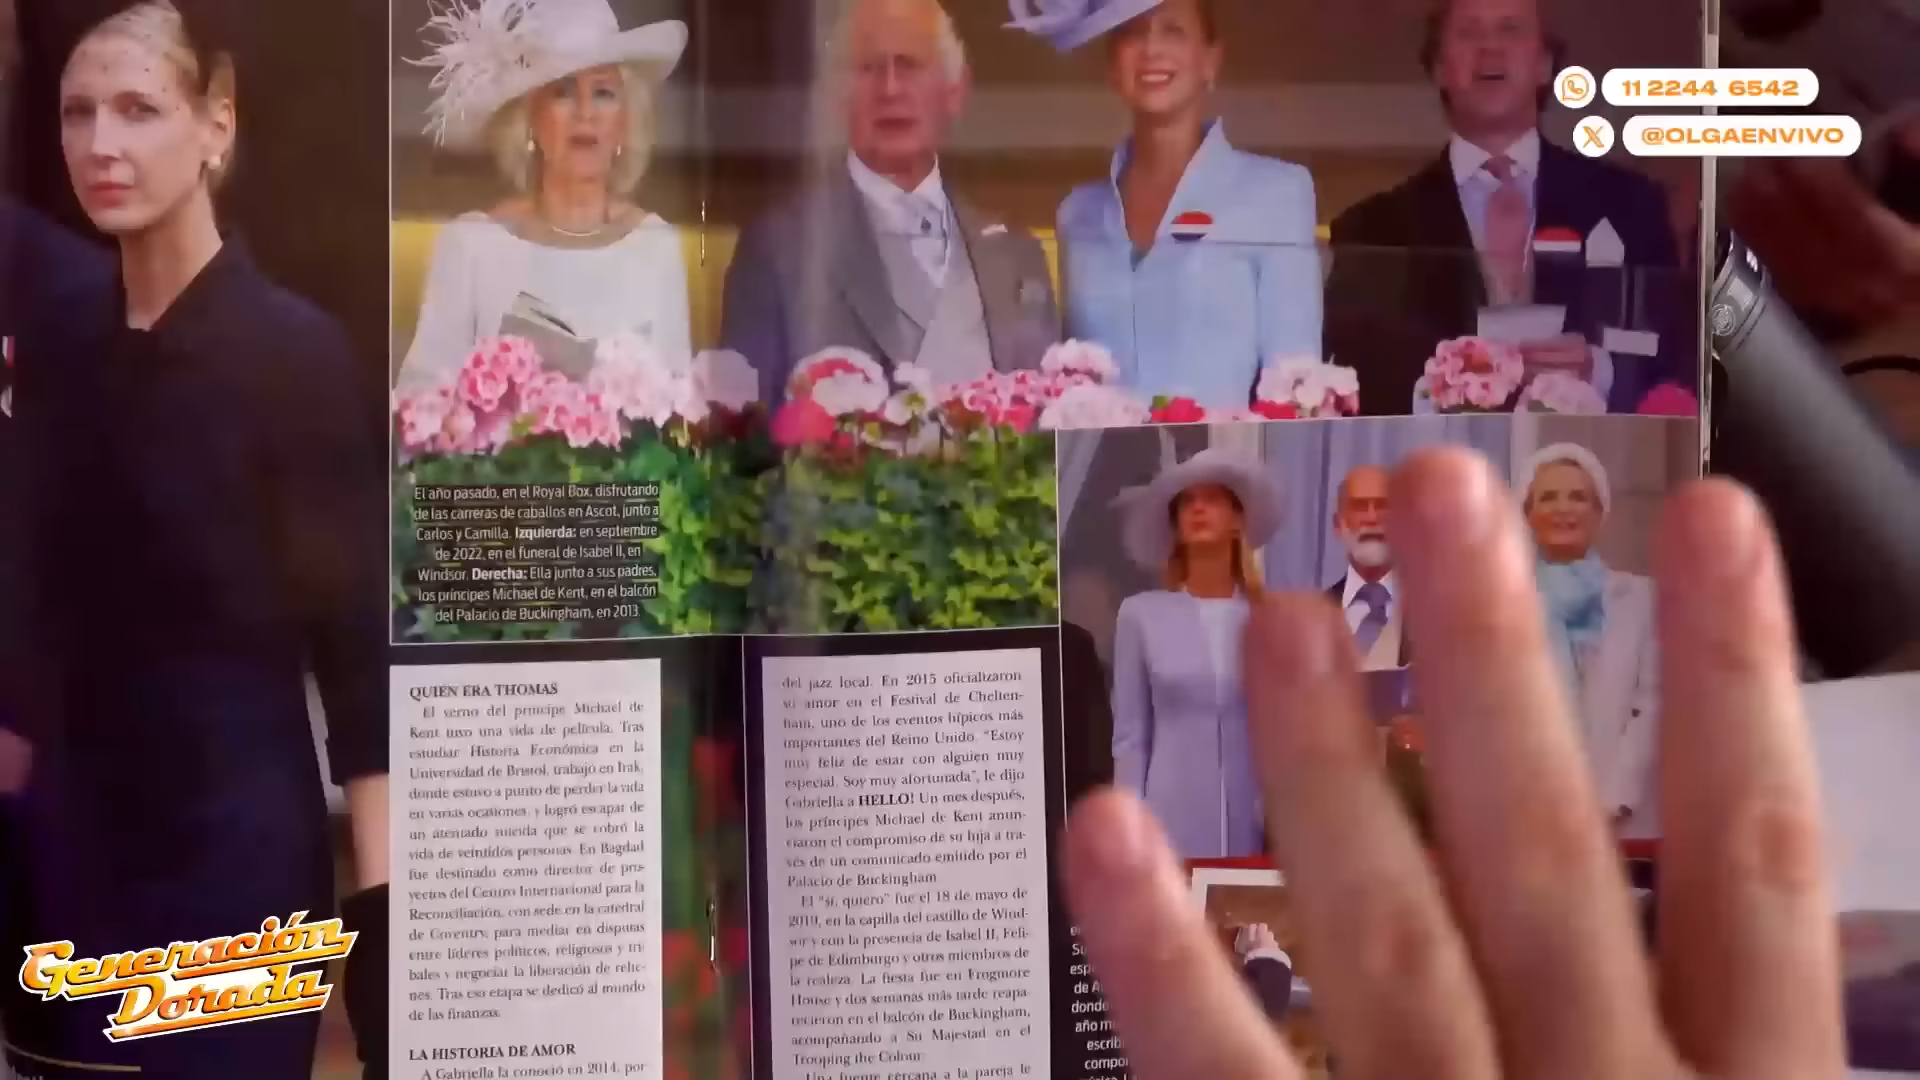 11 2244 6542
@OLGAENVIVO
El año pasado, en el Royal Box, disfrutando
de las carreras de caballos en Ascot, junto a
Carlos y Camilla. Izquierda: en septiembre
de 2022, en el funeral de Isabel II, en
Windsor. Derecha: Ella junto a sus padres,
los príncipes Michael de Kent, en el balcón
del Palacio de Buckingham, en 2013.
QUIÉN ERA THOMAS
El yerno del príncipe Michael de
Kent tuvo una vida de película. Tras
estudiar Historia Económica en la
Universidad de Bristol, trabajó en Irak,
donde estuvo a punto de perder la vida
en varias ocasiones, y logró escapar de
un atentado suicida que se cobró la
vida de veintidós personas. En Bagdad
fue destinado como director de pro-
yectos del Centro Internacional para la
Reconciliación, con sede en la catedral
de Coventry, para mediar en disputas
entre líderes políticos, religiosos y tri-
bales y negociar la liberación de rehe-
nes. Tras esa etapa se dedicó al mundo
de las finanzas.
LA HISTORIA DE AMOR
A Gabriella la conoció en 2014, por
del jazz local. En 2015 oficializaron
su amor en el Festival de Chelten-
ham, uno de los eventos hípicos más
importantes del Reino Unido. "Estoy
muy feliz de estar con alguien muy
especial. Soy muy afortunada", le dijo
Gabriella a HELLO! Un mes después,
los príncipes Michael de Kent anun-
ciaron el compromiso de su hija a tra-
vés de un comunicado emitido por el
Palacio de Buckingham.
El "sí, quiero" fue el 18 de mayo de
2019, en la capilla del castillo de Wind-
sor y con la presencia de Isabel II, Feli-
pe de Edimburgo y otros miembros de
la realeza. La fiesta fue en Frogmore
House y dos semanas más tarde reapa-
recieron en el balcón de Buckingham,
acompañando a Su Majestad en el
Trooping the Colour.
Una fuente cercana a la pareja le
esp
de A
donde
año m
escrib
compo
Generación
Dorada